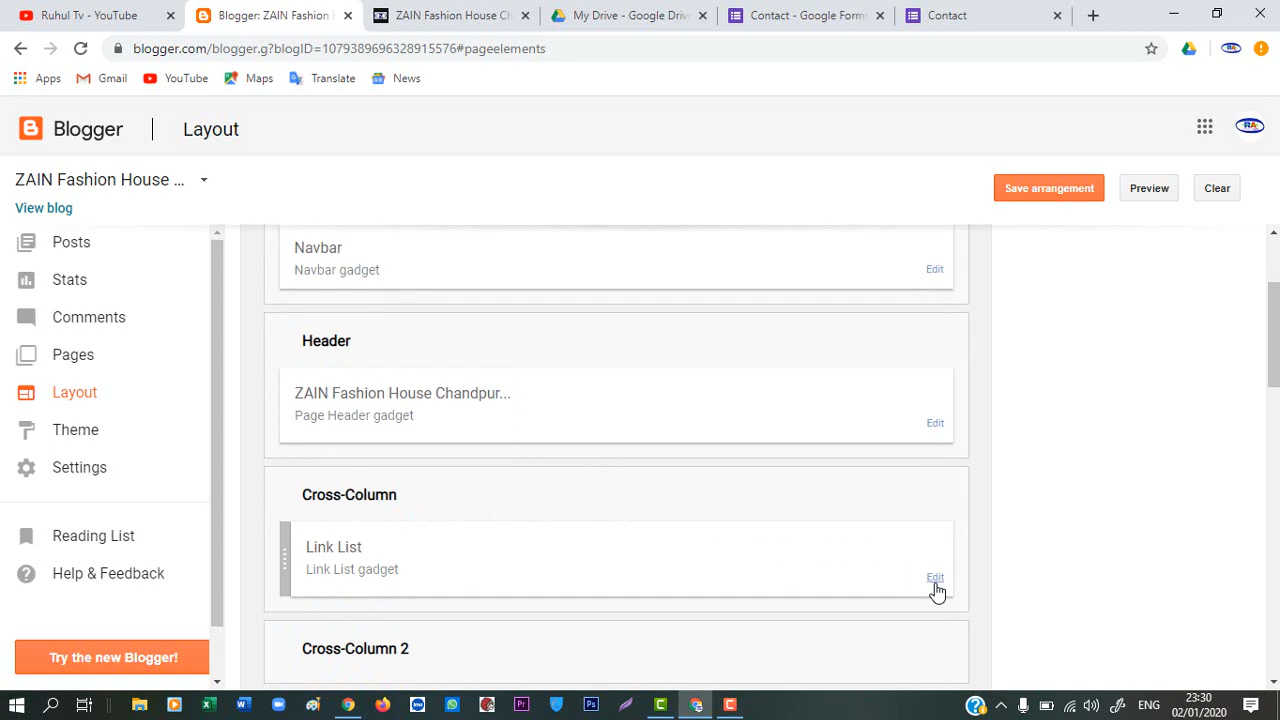 Ruhul Tv - YouTube
Blogger: ZAIN Fashion
ZAIN Fashion House Ch
My Drive - Google Driv
Contact - Google Form
Contact
blogger.com/blogger.g?blogID=1079389696328915576#pageelements
Apps
Gmail
YouTube
Maps
Translate
News
Blogger
Layout
ZAIN Fashion House ...
View blog
Save arrangement
Preview
Clear
Posts
Stats
Comments
Pages
Layout
Theme
Settings
Reading List
Help & Feedback
Try the new Blogger!
Navbar
Navbar gadget
Edit
Header
ZAIN Fashion House Chandpur...
Page Header gadget
Edit
Cross-Column
Link List
Link List gadget
Edit
Cross-Column 2
ENG
23:30
02/01/2020